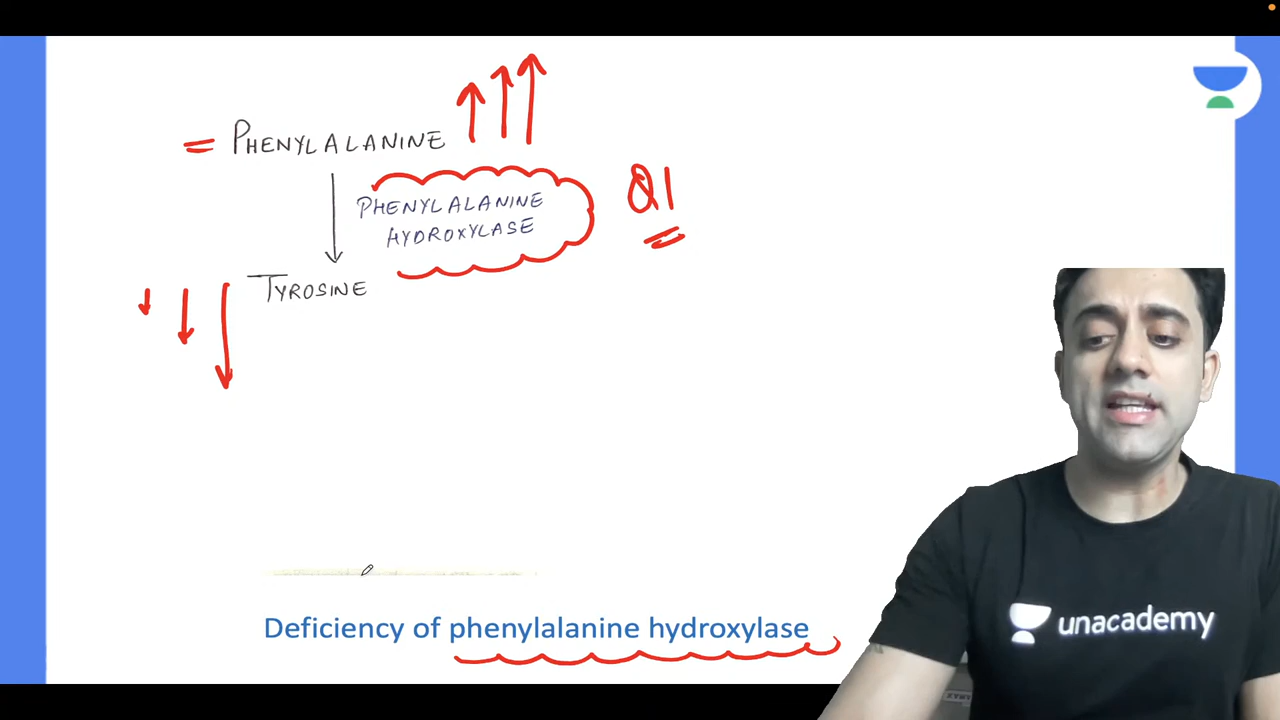 PHENYLALANINE
PHENYLALANINE
HYDROXYLASE
Q1
TYROSINE
Deficiency of phenylalanine hydroxylase
unacademy